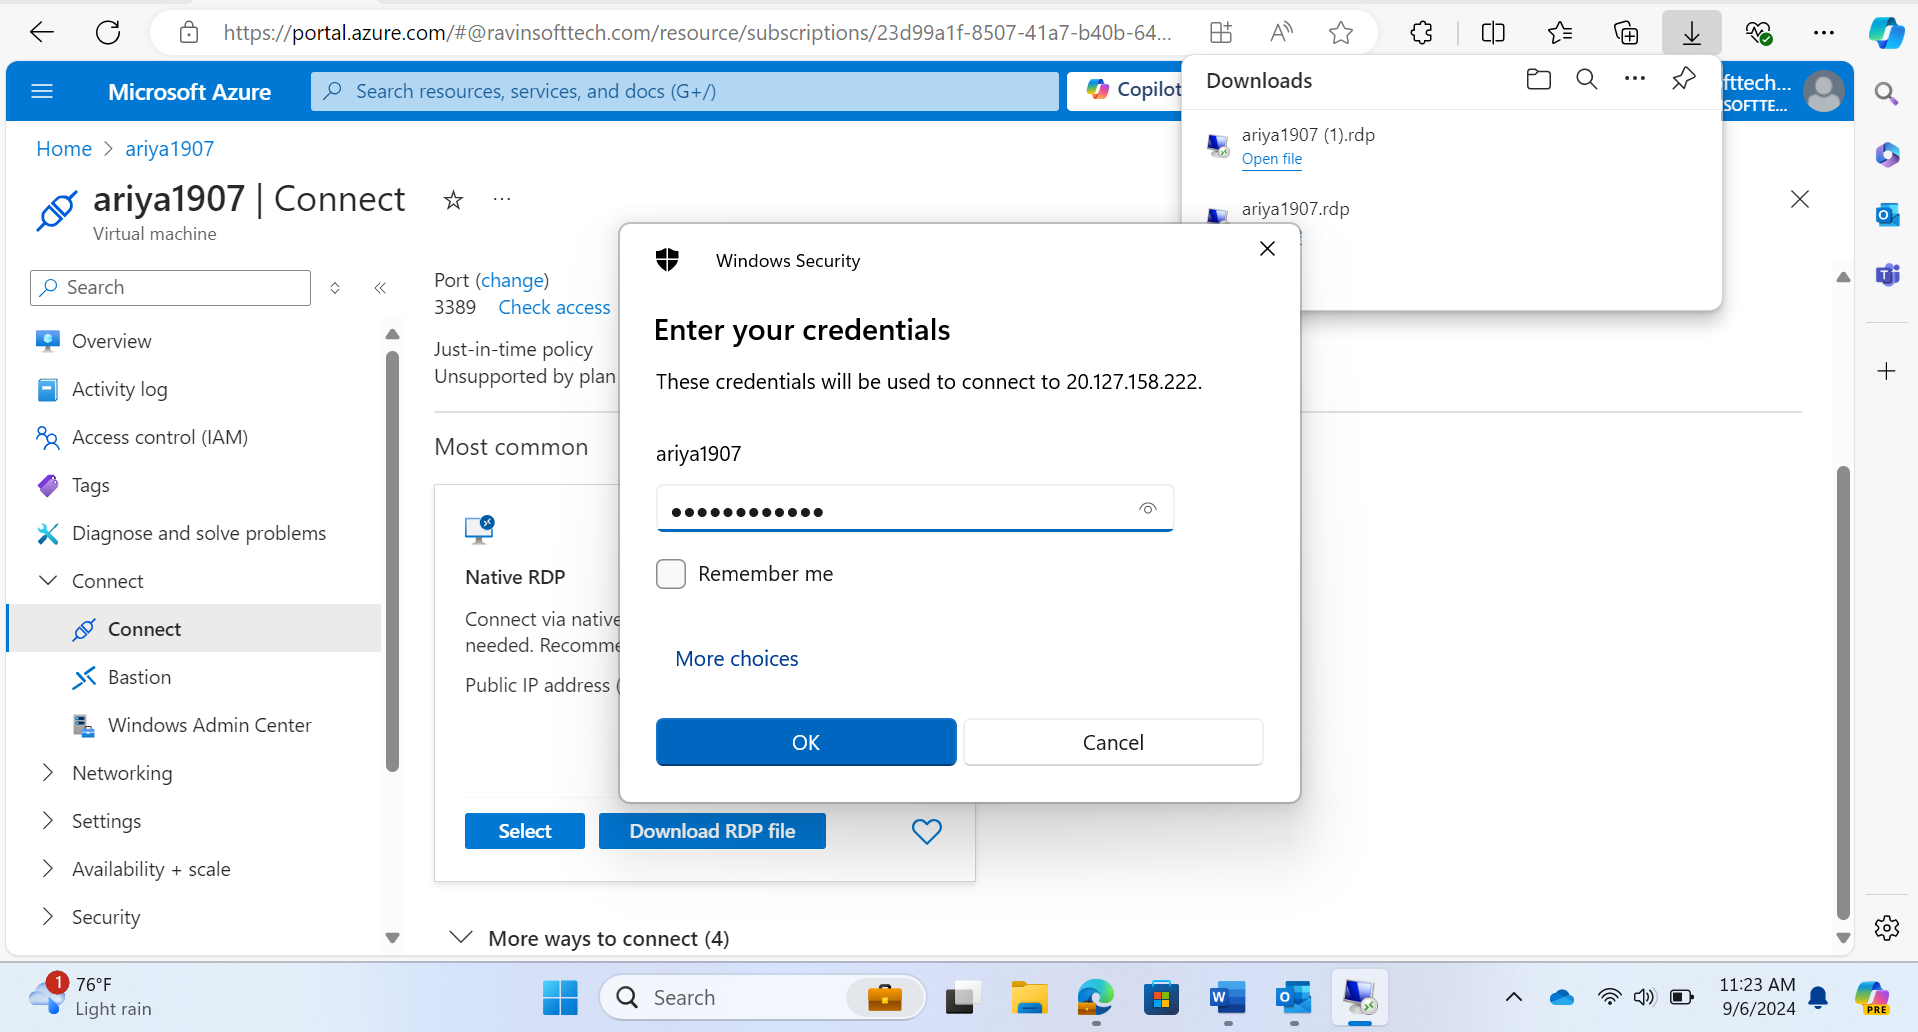 https://portal.azure.com/#@ravinsofttech.com/resource/subscriptions/23d99a1f-8507-41a7-b40b-64...
Microsoft Azure
Search resources, services, and docs (G+/)
Copilot
fttech...
SOFTTE...
Downloads
ariya1907 (1).rdp
Open file
ariya1907.rdp
Home > ariya1907
ariya1907 | Connect
Virtual machine
Search
Overview
Activity log
Access control (IAM)
Tags
Diagnose and solve problems
Connect
Connect
Bastion
Windows Admin Center
Networking
Settings
Availability + scale
Security
Port (change)
3389 Check access
Just-in-time policy
Unsupported by plan
Most common
Native RDP
Connect via native
needed. Recomme
Public IP address (
Select
Download RDP file
More ways to connect (4)
Windows Security
Enter your credentials
These credentials will be used to connect to 20.127.158.222.
ariya1907
●●●●●●●●●●●●
Remember me
More choices
OK
Cancel
1
76°F
Light rain
Search
11:23 AM
9/6/2024
PRE